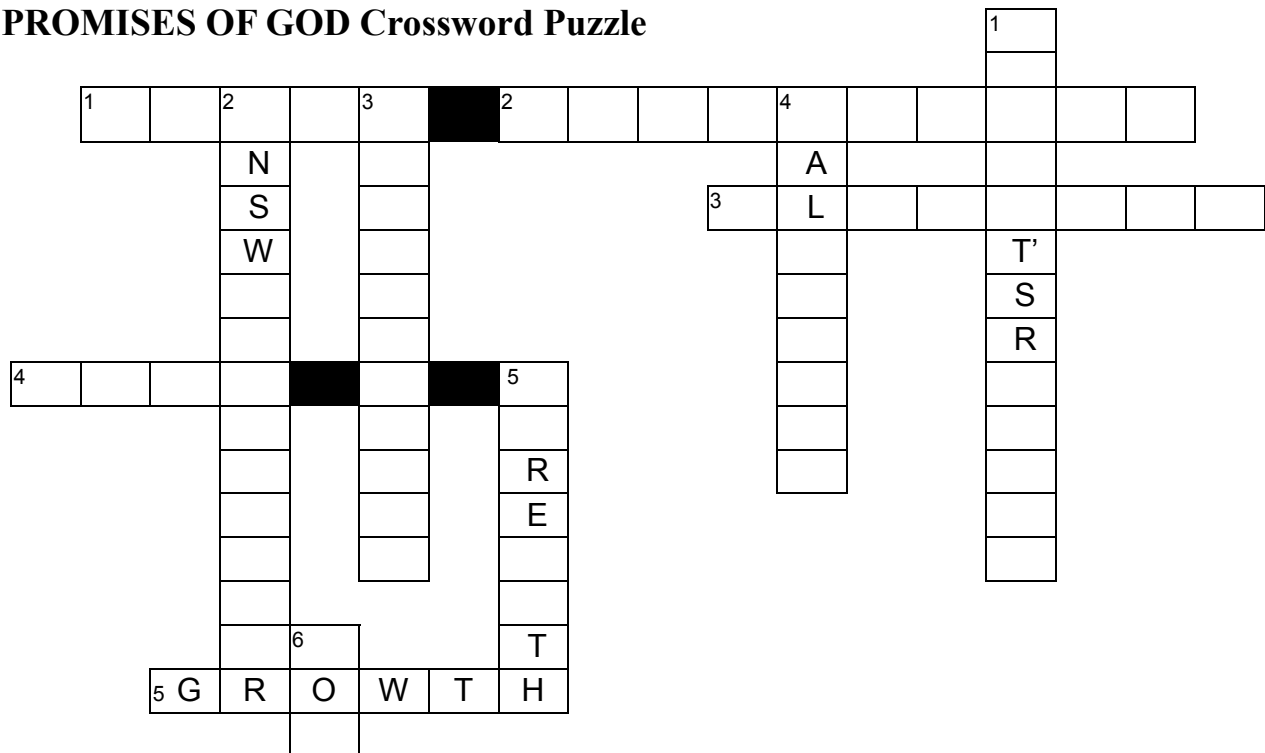 PROMISES OF GOD Crossword Puzzle
1
1 2 3 2 4
N A
S 3 L
W T’
S
R
4 5
R
E
6 T
5 G R O W T H